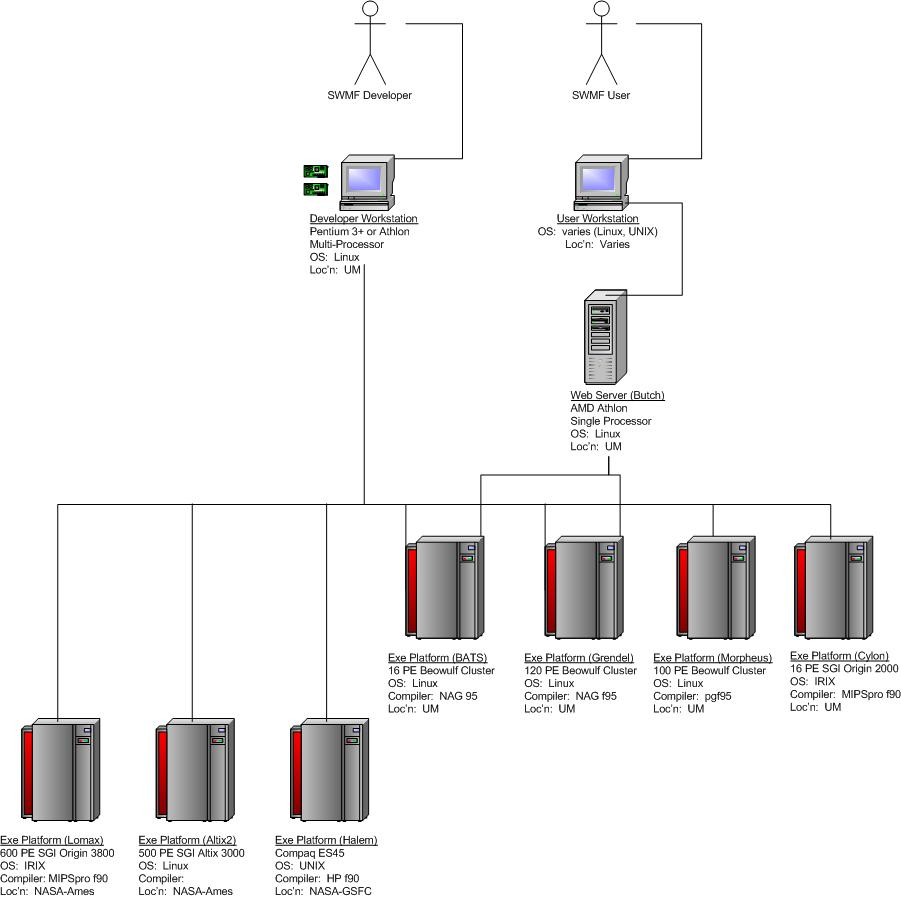 SWMF Developer
SWMF User
Developer Workstation
Pentium 3+ or Athlon
Multi-Processor
OS: Linux
Loc'n: UM
User Workstation
OS: varies (Linux, UNIX)
Loc'n: Varies
Web Server (Butch)
AMD Athlon
Single Processor
OS: Linux
Loc'n: UM
Exe Platform (BATS)
16 PE Beowulf Cluster
OS: Linux
Compiler: NAG 95
Loc'n: UM
Exe Platform (Grendel)
120 PE Beowulf Cluster
OS: Linux
Compiler: NAG f95
Loc'n: UM
Exe Platform (Morpheus)
100 PE Beowulf Cluster
OS: Linux
Compiler: pgf95
Loc'n: UM
Exe Platform (Cylon)
16 PE SGI Origin 2000
OS: IRIX
Compiler: MIPSpro f90
Loc'n: UM
Exe Platform (Lomax)
600 PE SGI Origin 3800
OS: IRIX
Compiler: MIPSpro f90
Loc'n: NASA-Ames
Exe Platform (Altix2)
500 PE SGI Altix 3000
OS: Linux
Compiler:
Loc'n: NASA-Ames
Exe Platform (Halem)
Compaq ES45
OS: UNIX
Compiler: HP f90
Loc'n: NASA-GSFC